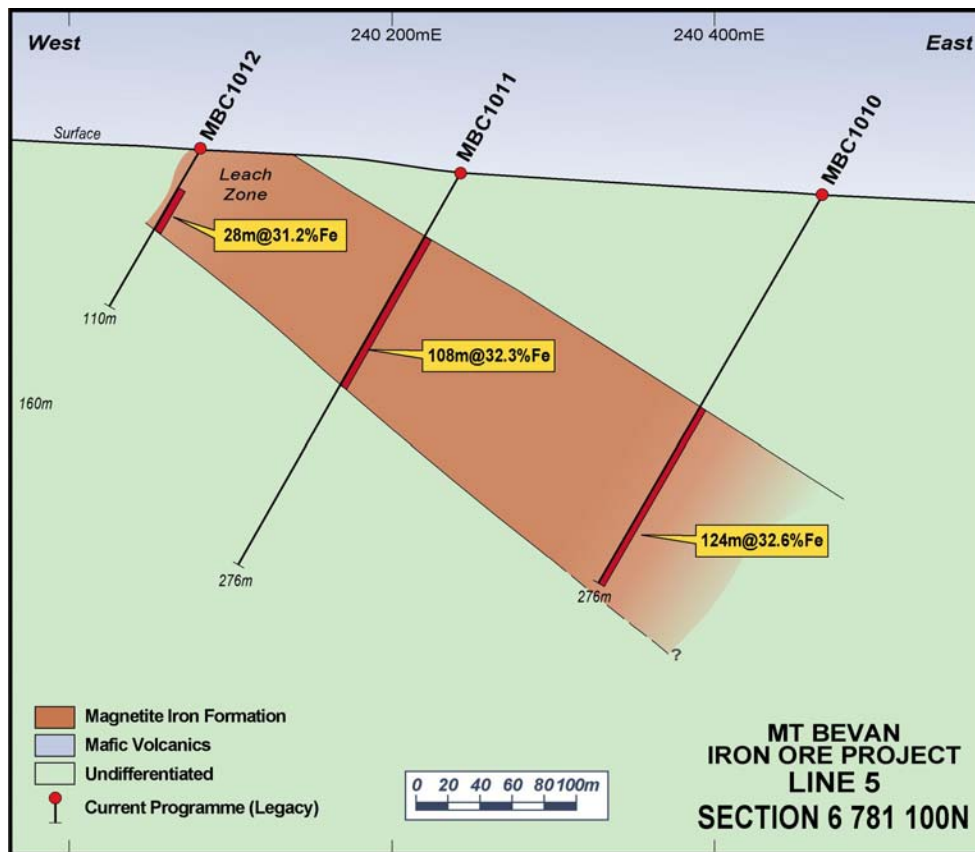 West
240 200mE
240 400mE
East
MBC1012
MBC1011
MBC1010
Surface
Leach
Zone
28m@31.2%Fe
110m
108m@32.3%Fe
160m
124m@32.6%Fe
276m
276m
?
Magnetite Iron Formation
Mafic Volcanics
Undifferentiated
Current Programme (Legacy)
0 20 40 60 80 100m
MT BEVAN
IRON ORE PROJECT
LINE 5
SECTION 6 781 100N